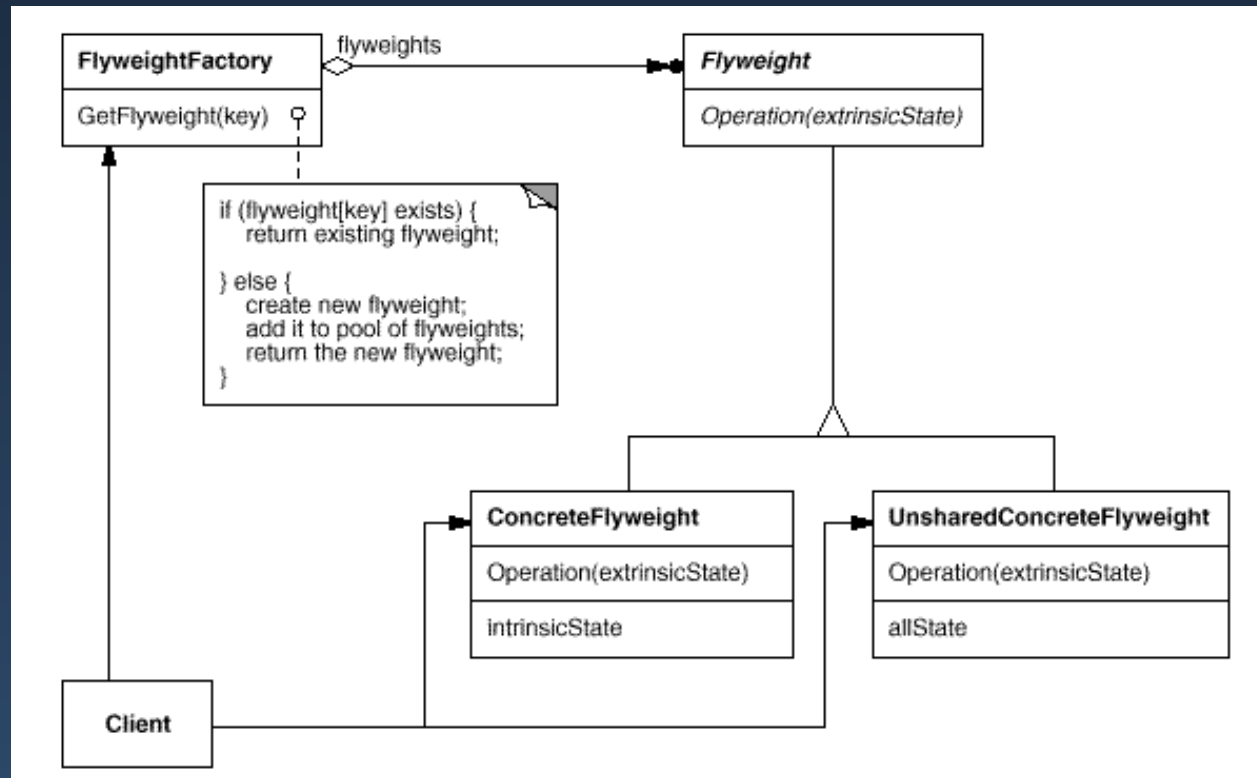 flyweights
FlyweightFactory
GetFlyweight(key)
Flyweight
Operation(extrinsicState)
if (flyweight[key] exists) {
return existing flyweight;
} else {
create new flyweight;
add it to pool of flyweights;
return the new flyweight;
}
ConcreteFlyweight
Operation(extrinsicState)
intrinsicState
UnsharedConcreteFlyweight
Operation(extrinsicState)
allState
Client